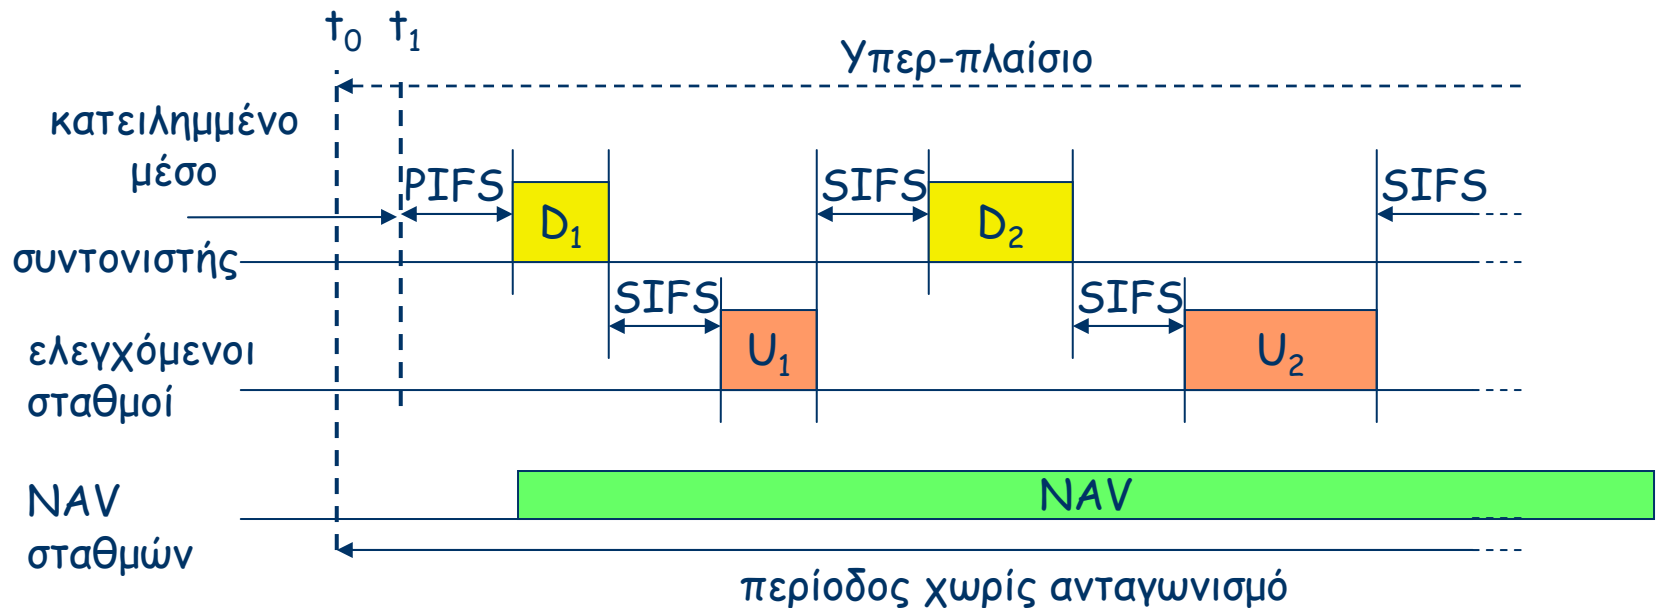 t0 t1
Υπερ-πλαίσιο
κατειλημμένο
μέσο
PIFS
SIFS
SIFS
D1
D2
συντονιστής
SIFS
SIFS
ελεγχόμενοι
σταθμοί
U1
U2
NAV
σταθμών
NAV
περίοδος χωρίς ανταγωνισμό